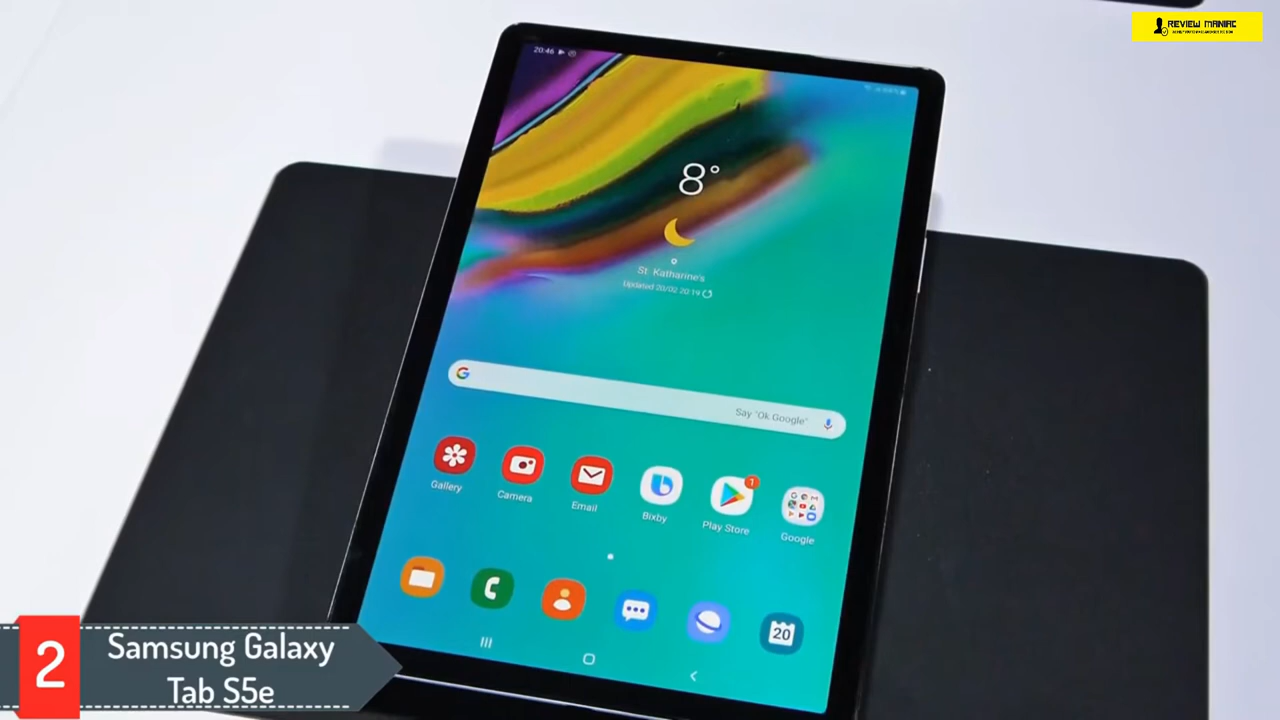 REVIEW MANIAC
20:46
8°
St Katharine's
Updated 20/02 20:19
G
Say "Ok Google"
Gallery
Camera
Email
Bixby
1
Play Store
Google
20
2
Samsung Galaxy
Tab S5e